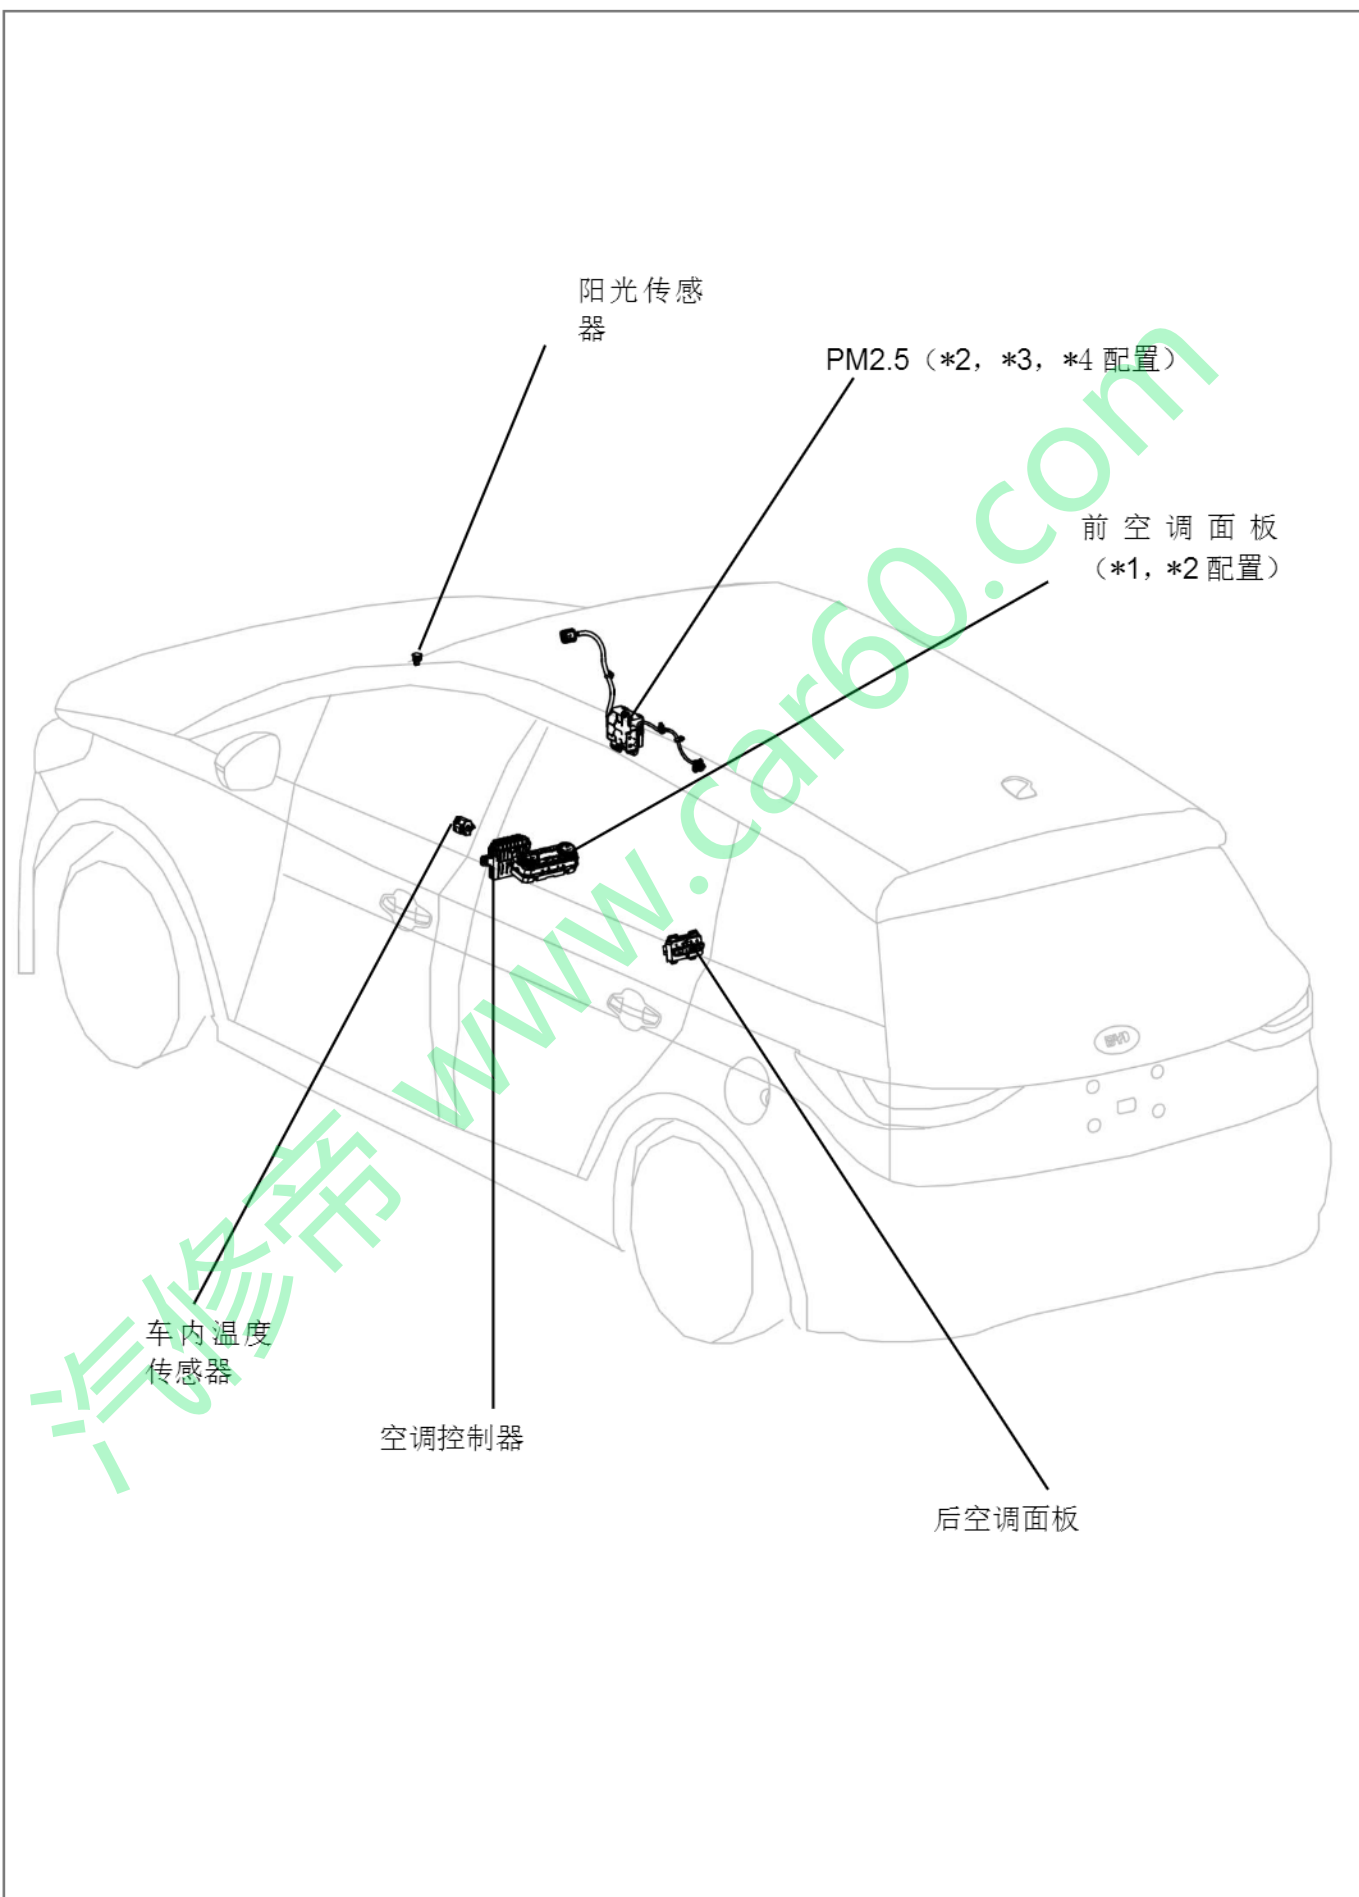 阳光传感
器
PM2.5（*2，*3，*4 配置）
前空调面板
（*1，*2 配置）
BYD
汽修帝 www.car60.com
车内温度
传感器
空调控制器
后空调面板